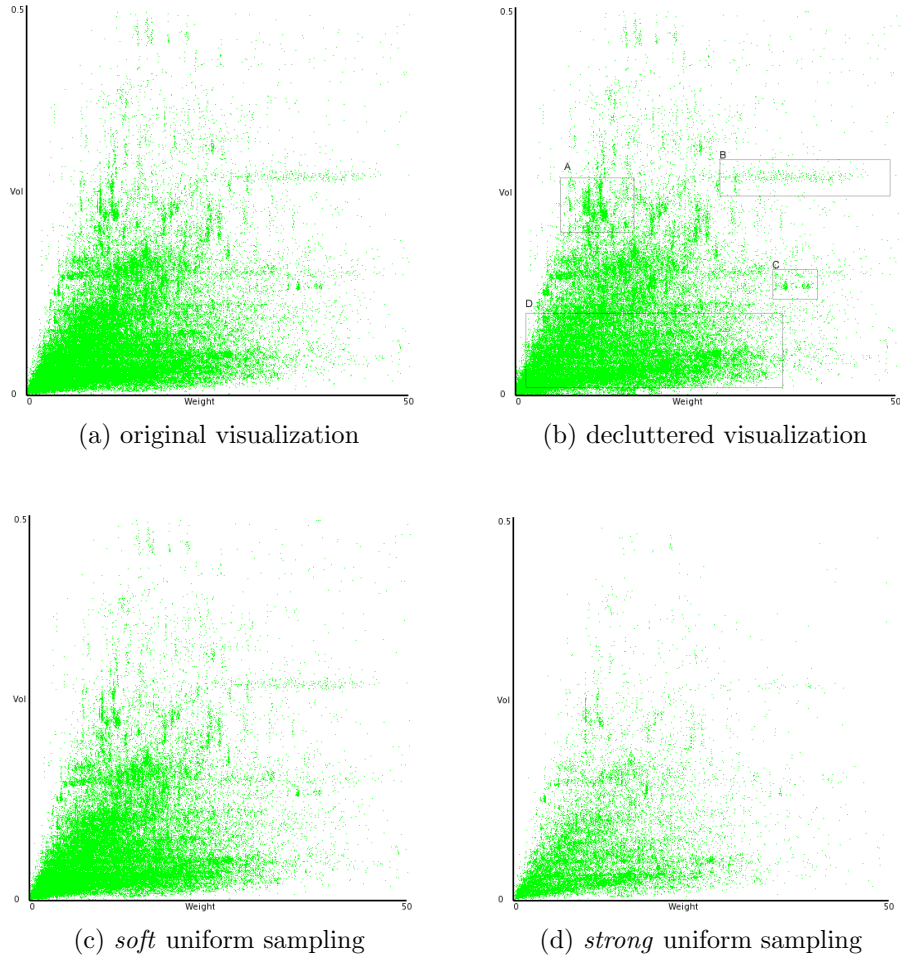 0.5
Vol
0
0
Weight
50
(a) original visualization
0.5
A
B
Vol
C
D
0
0
Weight
50
(b) decluttered visualization
0.5
Vol
0
0
Weight
50
(c) soft uniform sampling
0.5
Vol
0
0
Weight
50
(d) strong uniform sampling